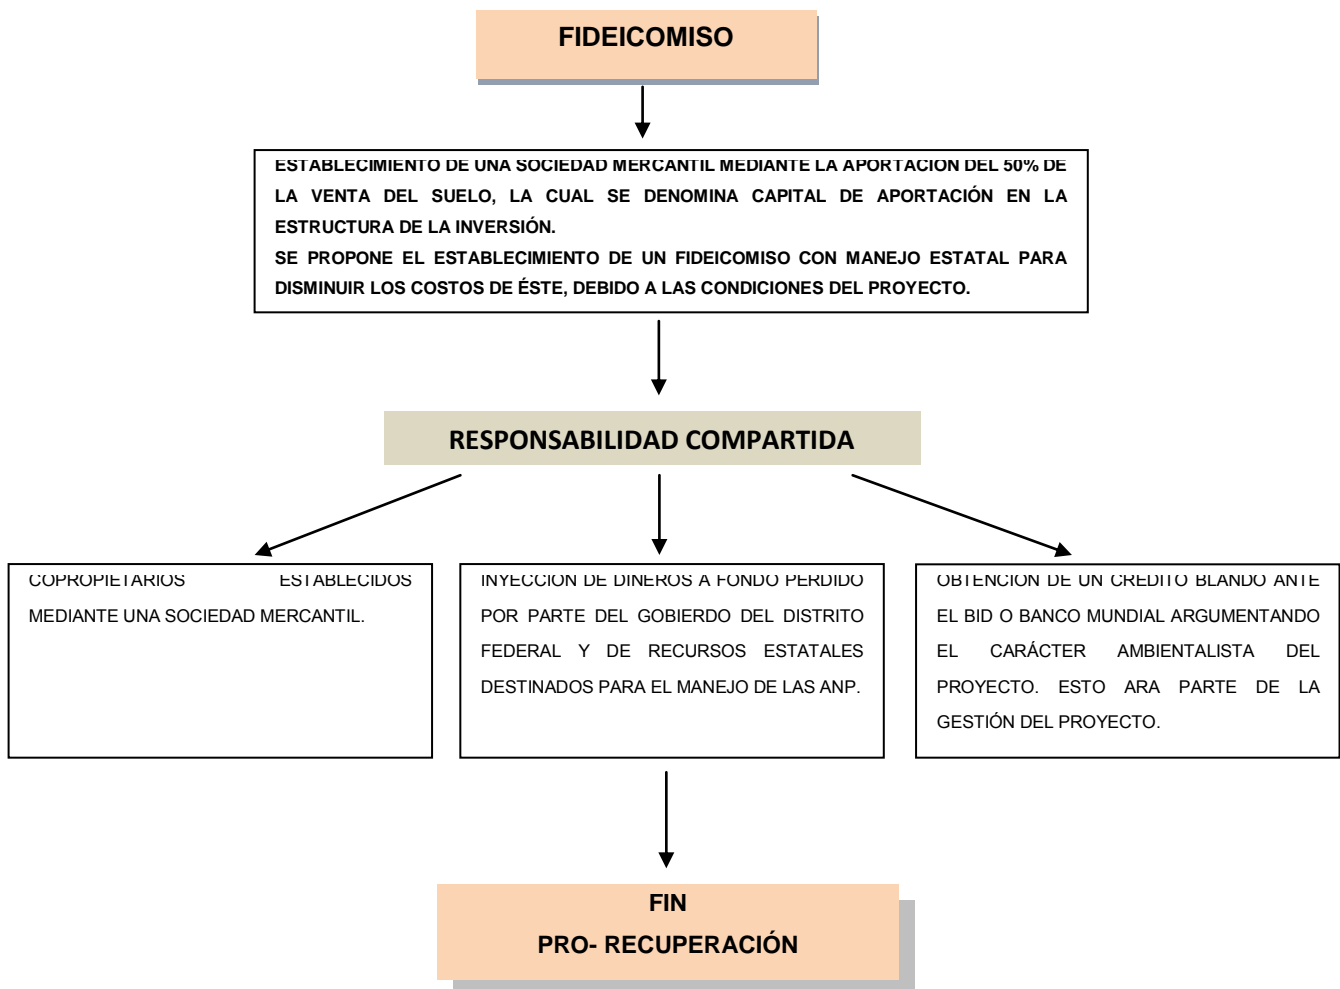 FIDEICOMISO
ESTABLECIMIENTO DE UNA SOCIEDAD MERCANTIL MEDIANTE LA APORTACION DEL 50% DE
LA VENTA DEL SUELO, LA CUAL SE DENOMINA CAPITAL DE APORTACIÓN EN LA
ESTRUCTURA DE LA INVERSIÓN.
SE PROPONE EL ESTABLECIMIENTO DE UN FIDEICOMISO CON MANEJO ESTATAL PARA
DISMINUIR LOS COSTOS DE ÉSTE, DEBIDO A LAS CONDICIONES DEL PROYECTO.
RESPONSABILIDAD COMPARTIDA
COPROPIETARIOS ESTABLECIDOS
MEDIANTE UNA SOCIEDAD MERCANTIL.
INYECCION DE DINEROS A FONDO PERDIDO
POR PARTE DEL GOBIERDO DEL DISTRITO
FEDERAL Y DE RECURSOS ESTATALES
DESTINADOS PARA EL MANEJO DE LAS ANP.
OBTENCION DE UN CREDITO BLANDO ANTE
EL BID O BANCO MUNDIAL ARGUMENTANDO
EL CARÁCTER AMBIENTALISTA DEL
PROYECTO. ESTO ARA PARTE DE LA
GESTIÓN DEL PROYECTO.
FIN
PRO- RECUPERACIÓN